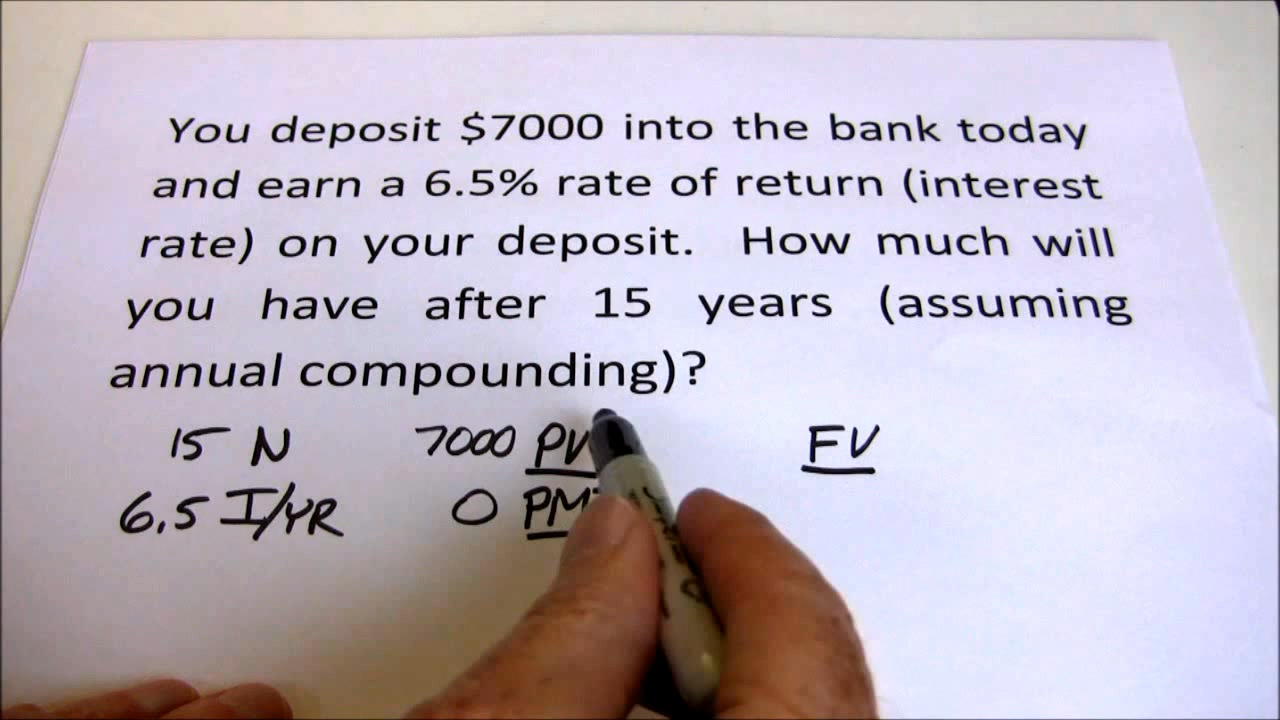 You deposit $7000 into the bank today
and earn a 6.5% rate of return (interest
rate) on your deposit. How much will
you have after 15 years (assuming
annual compounding)?
15 N 7000 PV FV
6.5 I/YR 0 PM